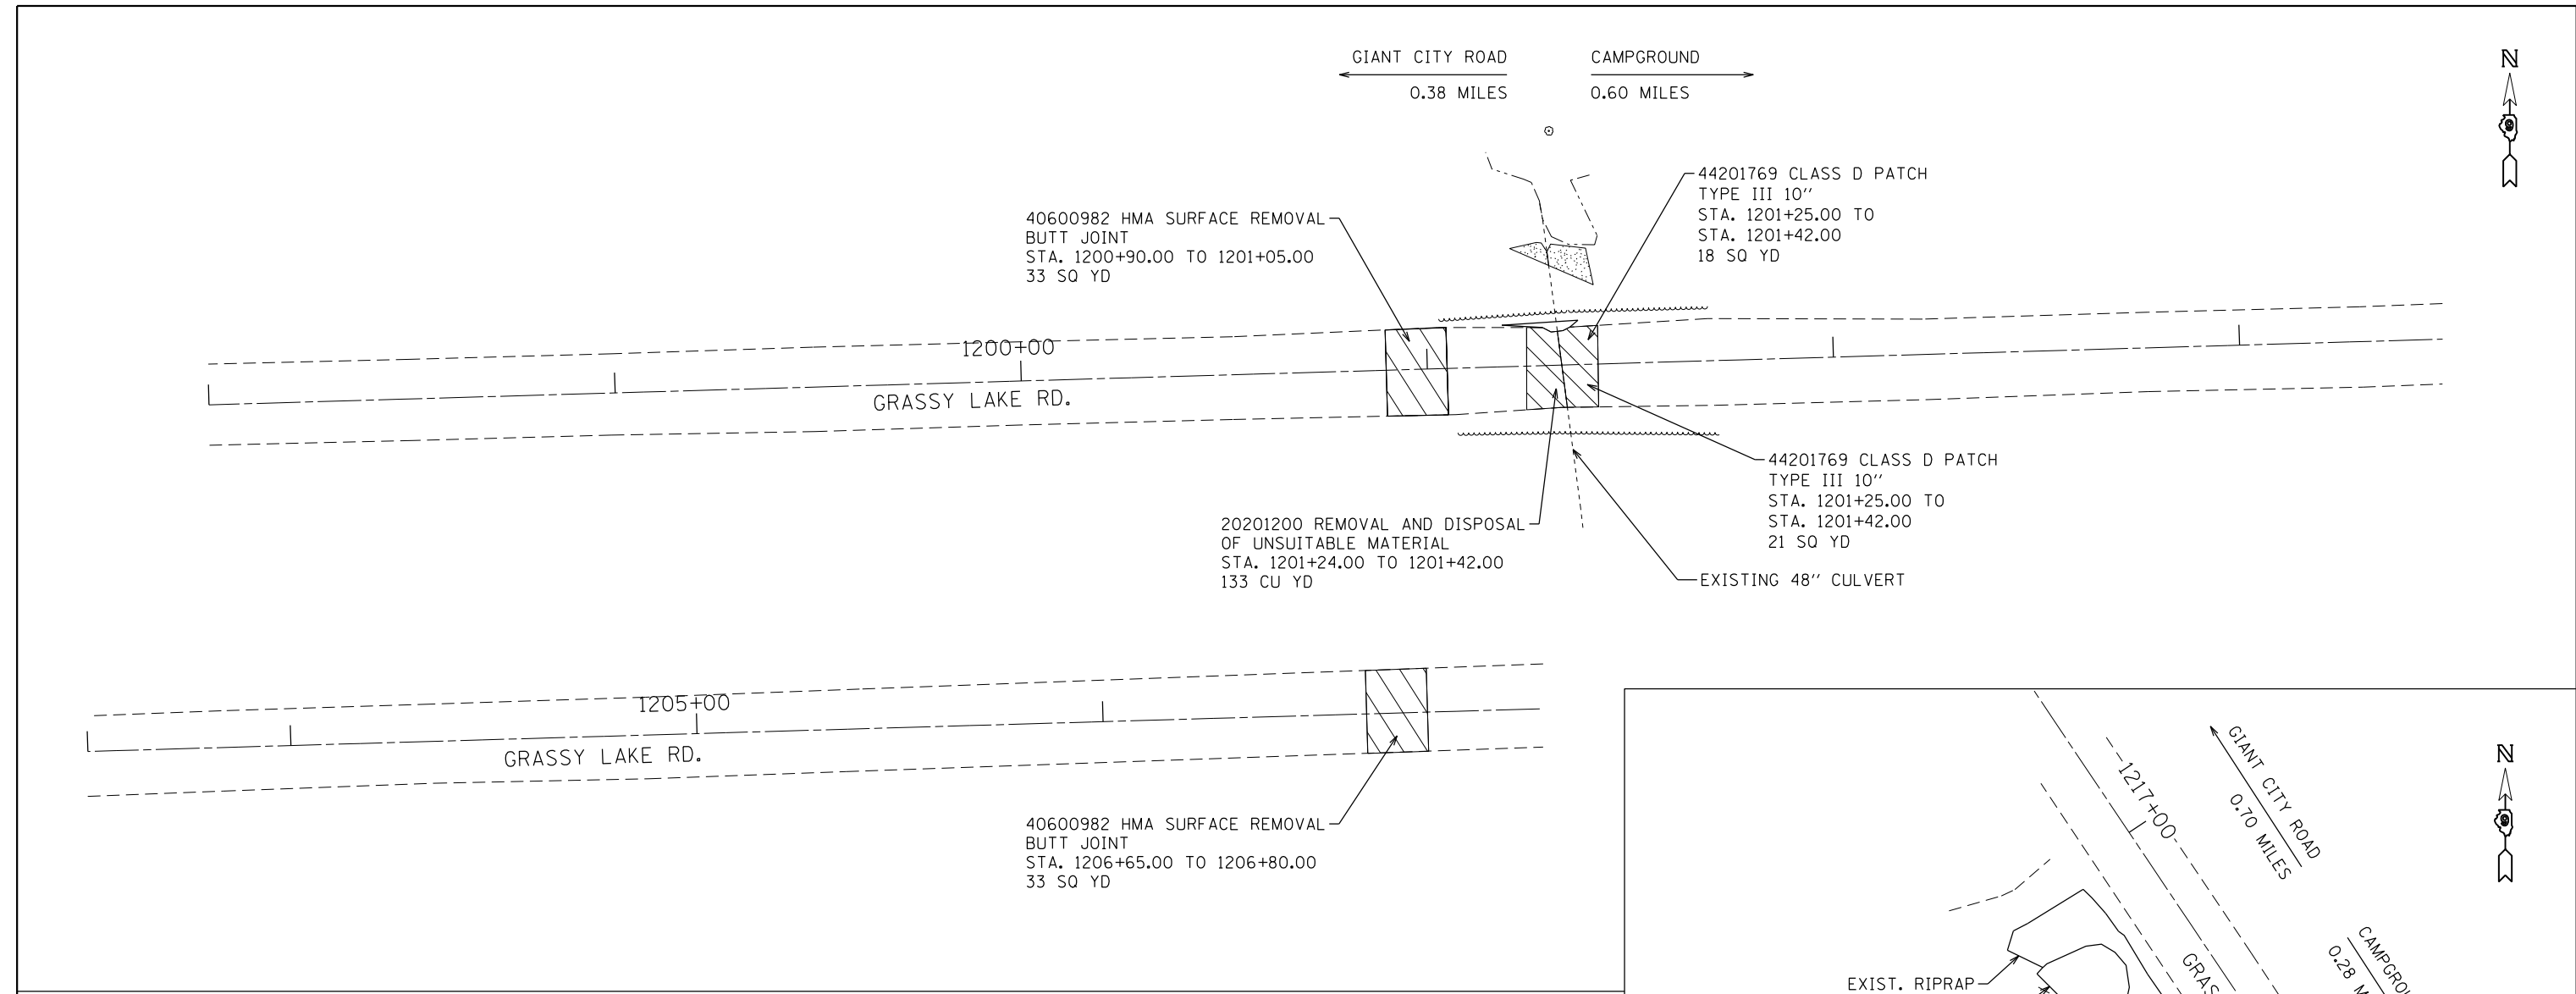 GIANT CITY ROAD
0.38 MILES
CAMPGROUND
0.60 MILES
N
44201769 CLASS D PATCH
TYPE III 10"
STA. 1201+25.00 TO
STA. 1201+42.00
18 SQ YD
40600982 HMA SURFACE REMOVAL
BUTT JOINT
STA. 1200+90.00 TO 1201+05.00
33 SQ YD
1200+00
GRASSY LAKE RD.
44201769 CLASS D PATCH
TYPE III 10"
STA. 1201+25.00 TO
STA. 1201+42.00
21 SQ YD
20201200 REMOVAL AND DISPOSAL
OF UNSUITABLE MATERIAL
STA. 1201+24.00 TO 1201+42.00
133 CU YD
EXISTING 48" CULVERT
1205+00
GRASSY LAKE RD.
40600982 HMA SURFACE REMOVAL
BUTT JOINT
STA. 1206+65.00 TO 1206+80.00
33 SQ YD
1217+00
GIANT CITY ROAD
0.70 MILES
N
CAMPGROU
0.28 M
GRAS
EXIST. RIPRAP